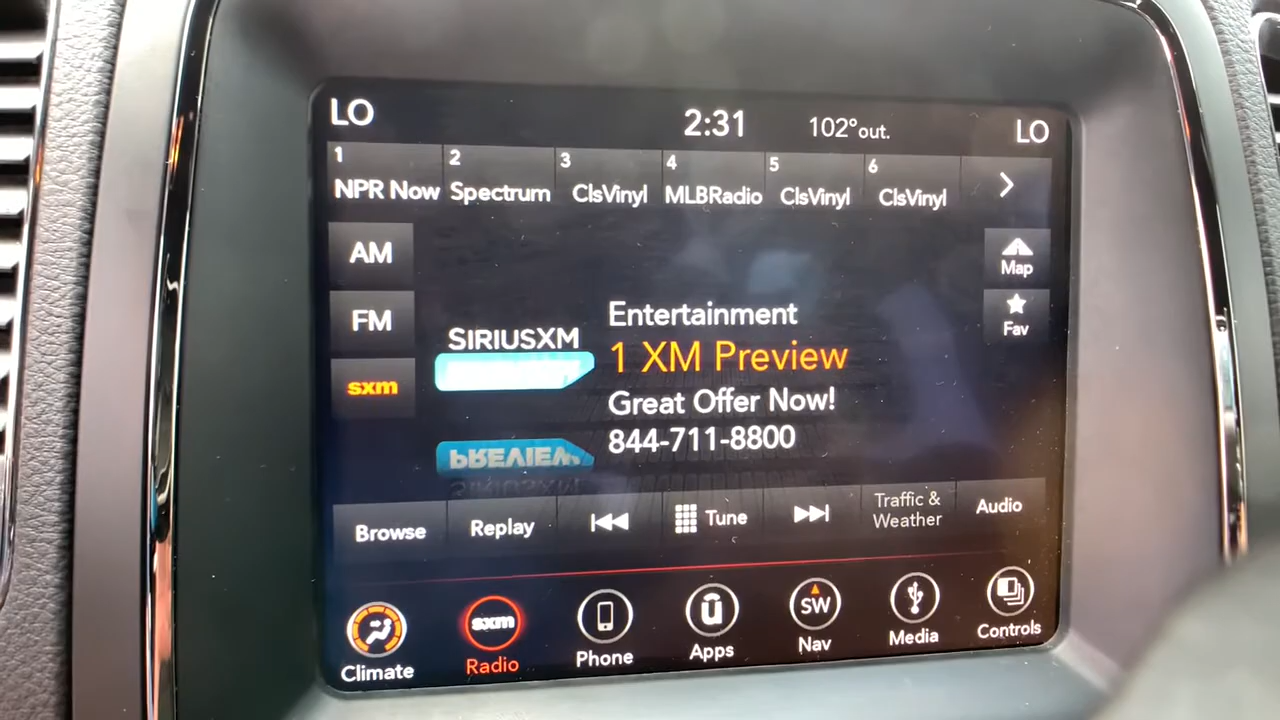 LO 2:31 102° out. LO
1 2 3 4 5 6
NPR Now Spectrum ClsVinyl MLBRadio ClsVinyl ClsVinyl
AM
Map
FM
Fav
sxm
SIRIUSXM
Entertainment
1 XM Preview
Great Offer Now!
844-711-8800
PREVIEW
SIRIUSXM
Browse Replay Tune Traffic & Weather Audio
sxm SW
Climate Radio Phone Apps Nav Media Controls